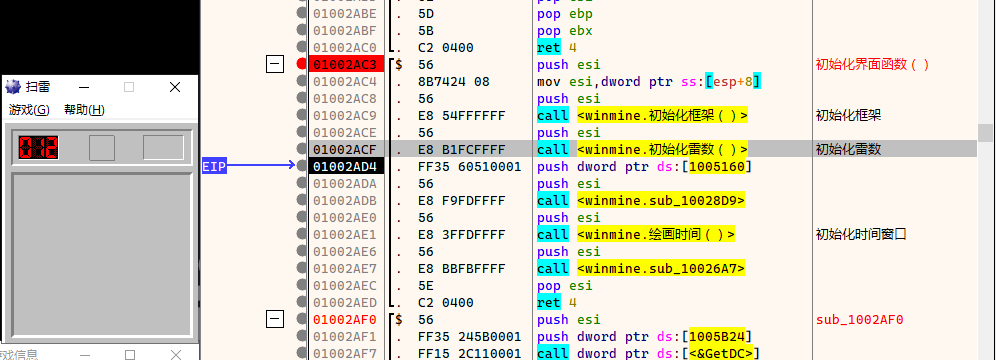 扫雷
游戏(G) 帮助(H)
戏信息
EIP
01002ABE . 5D pop ebp
01002ABF . 5B pop ebx
01002AC0 . C2 0400 ret 4
01002AC3 $ 56 push esi 初始化界面函数()
01002AC4 . 8B7424 08 mov esi,dword ptr ss:[esp+8]
01002AC8 . 56 push esi
01002AC9 . E8 54FFFFFF call <winmine.初始化框架()> 初始化框架
01002ACE . 56 push esi
01002ACF . E8 B1FCFFFF call <winmine.初始化雷数()> 初始化雷数
01002AD4 . FF35 60510001 push dword ptr ds:[1005160]
01002ADA . 56 push esi
01002ADB . E8 F9FDFFFF call <winmine.sub_10028D9>
01002AE0 . 56 push esi
01002AE1 . E8 3FFDFFFF call <winmine.绘画时间()> 初始化时间窗口
01002AE6 . 56 push esi
01002AE7 . E8 BBFBFFFF call <winmine.sub_10026A7>
01002AEC . 5E pop esi
01002AED . C2 0400 ret 4
01002AF0 $ 56 push esi sub_1002AF0
01002AF1 . FF35 245B0001 push dword ptr ds:[1005B24]
01002AF7 . FF15 2C110001 call dword ptr ds:[<&GetDC>]